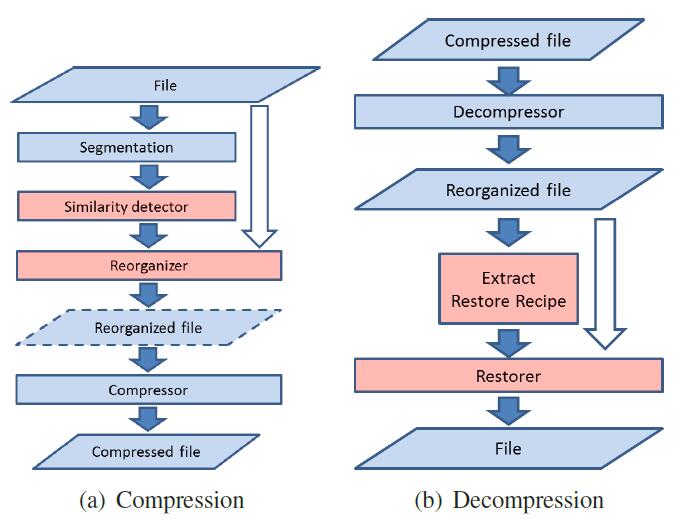 File
Segmentation
Similarity detector
Reorganizer
Reorganized file
Compressor
Compressed file
(a) Compression
Compressed file
Decompressor
Reorganized file
Extract
Restore Recipe
Restorer
File
(b) Decompression